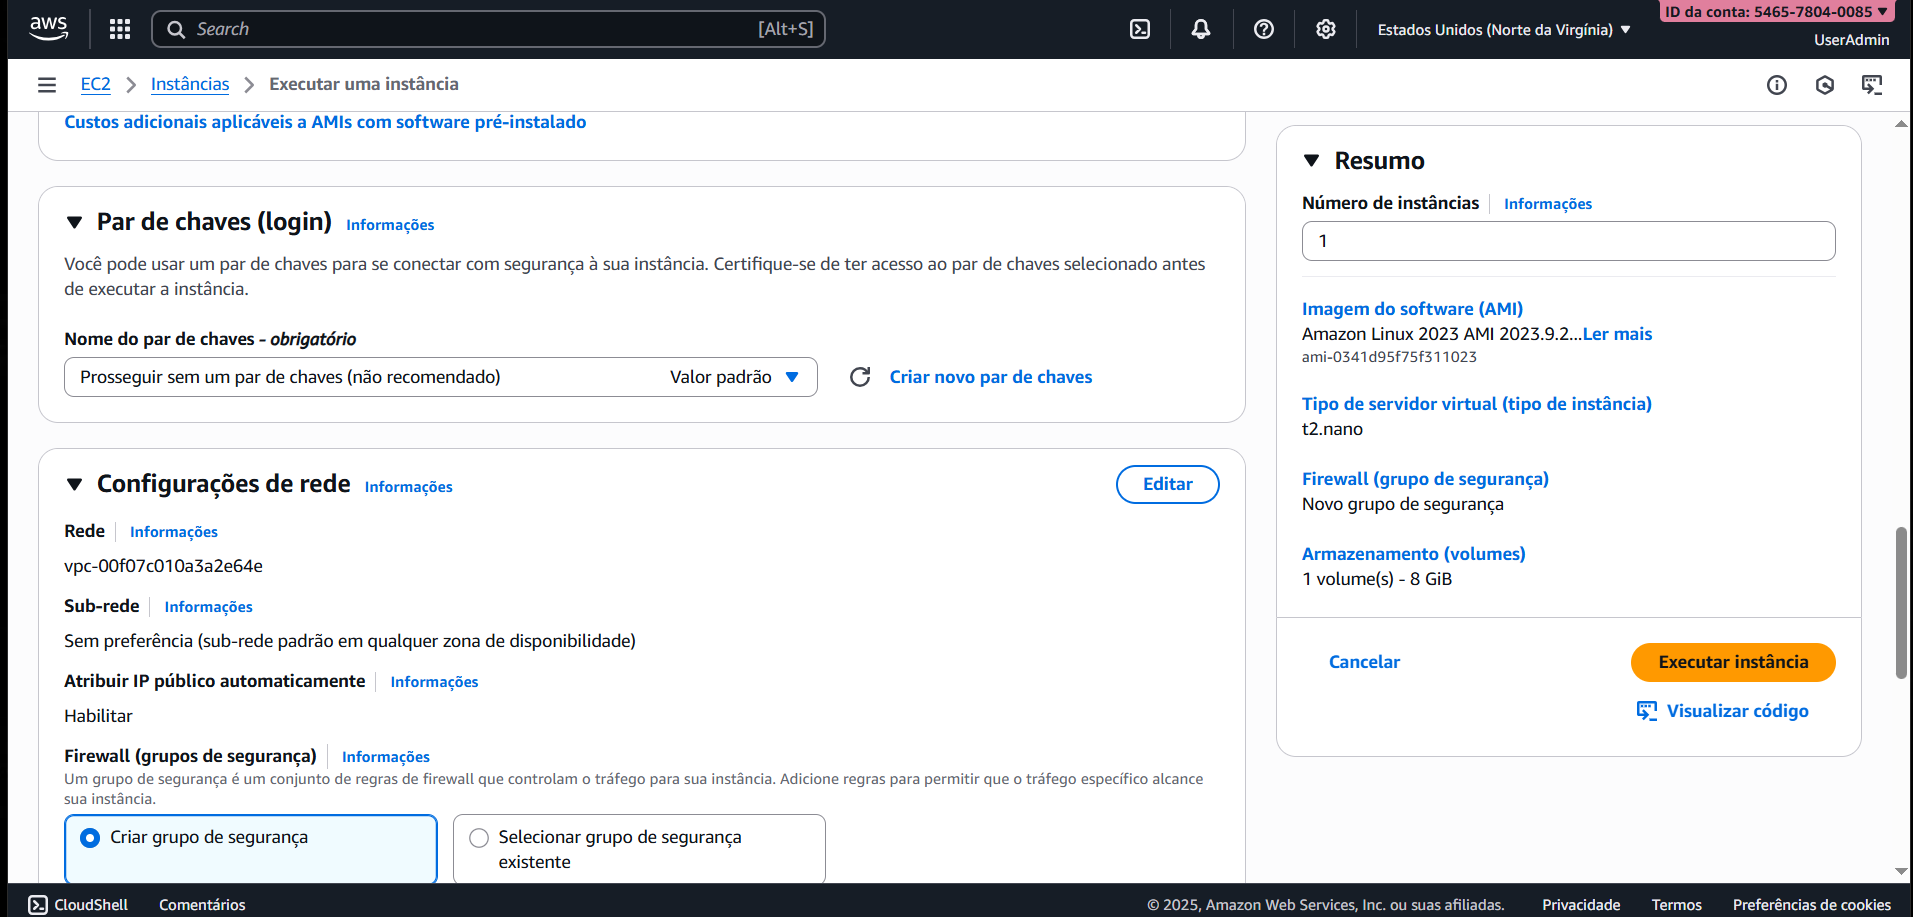 aws
Search
[Alt+S]
Estados Unidos (Norte da Virgínia)
ID da conta: 5465-7804-0085
UserAdmin
EC2
Instâncias
Executar uma instância
Custos adicionais aplicáveis a AMIs com software pré-instalado
Par de chaves (login)
Informações
Você pode usar um par de chaves para se conectar com segurança à sua instância. Certifique-se de ter acesso ao par de chaves selecionado antes
de executar a instância.
Nome do par de chaves - obrigatório
Prosseguir sem um par de chaves (não recomendado)
Valor padrão
Criar novo par de chaves
Configurações de rede
Informações
Editar
Rede
Informações
vpc-00f07c010a3a2e64e
Sub-rede
Informações
Sem preferência (sub-rede padrão em qualquer zona de disponibilidade)
Atribuir IP público automaticamente
Informações
Habilitar
Firewall (grupos de segurança)
Informações
Um grupo de segurança é um conjunto de regras de firewall que controlam o tráfego para sua instância. Adicione regras para permitir que o tráfego específico alcance
sua instância.
Criar grupo de segurança
Selecionar grupo de segurança
existente
Resumo
Número de instâncias
Informações
1
Imagem do software (AMI)
Amazon Linux 2023 AMI 2023.9.2...Ler mais
ami-0341d95f75f311023
Tipo de servidor virtual (tipo de instância)
t2.nano
Firewall (grupo de segurança)
Novo grupo de segurança
Armazenamento (volumes)
1 volume(s) - 8 GiB
Cancelar
Executar instância
Visualizar código
CloudShell
Comentários
© 2025, Amazon Web Services, Inc. ou suas afiliadas.
Privacidade
Termos
Preferências de cookies